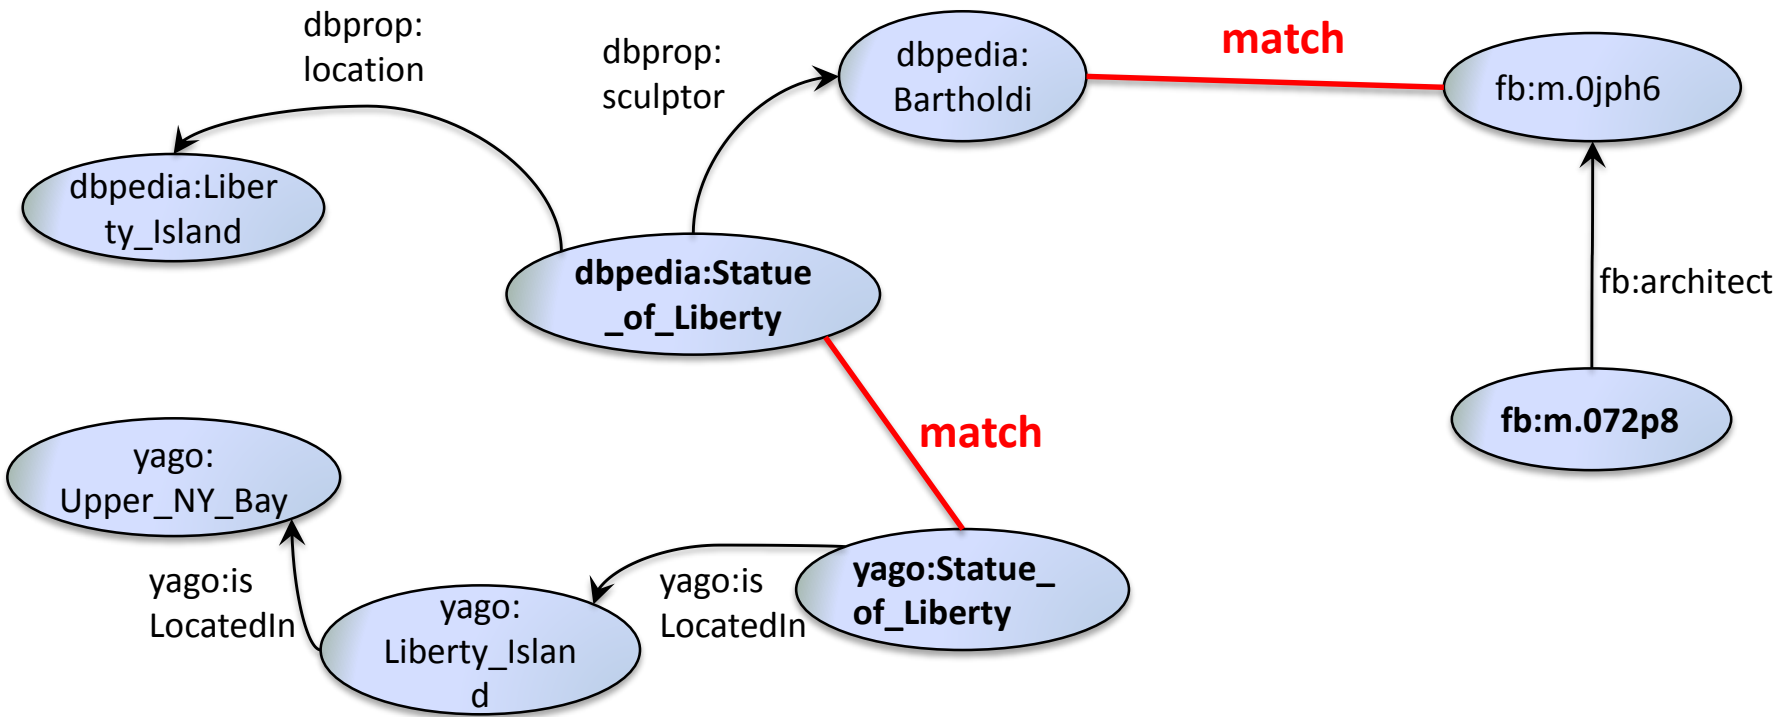 dbprop:
location
dbprop:
sculptor
dbpedia:
Bartholdi
match
fb:m.0jph6
dbpedia:Liber
ty_Island
dbpedia:Statue
_of_Liberty
fb:architect
fb:m.072p8
match
yago:
Upper_NY_Bay
yago:is
LocatedIn
yago:
Liberty_Islan
d
yago:is
LocatedIn
yago:Statue_
of_Liberty